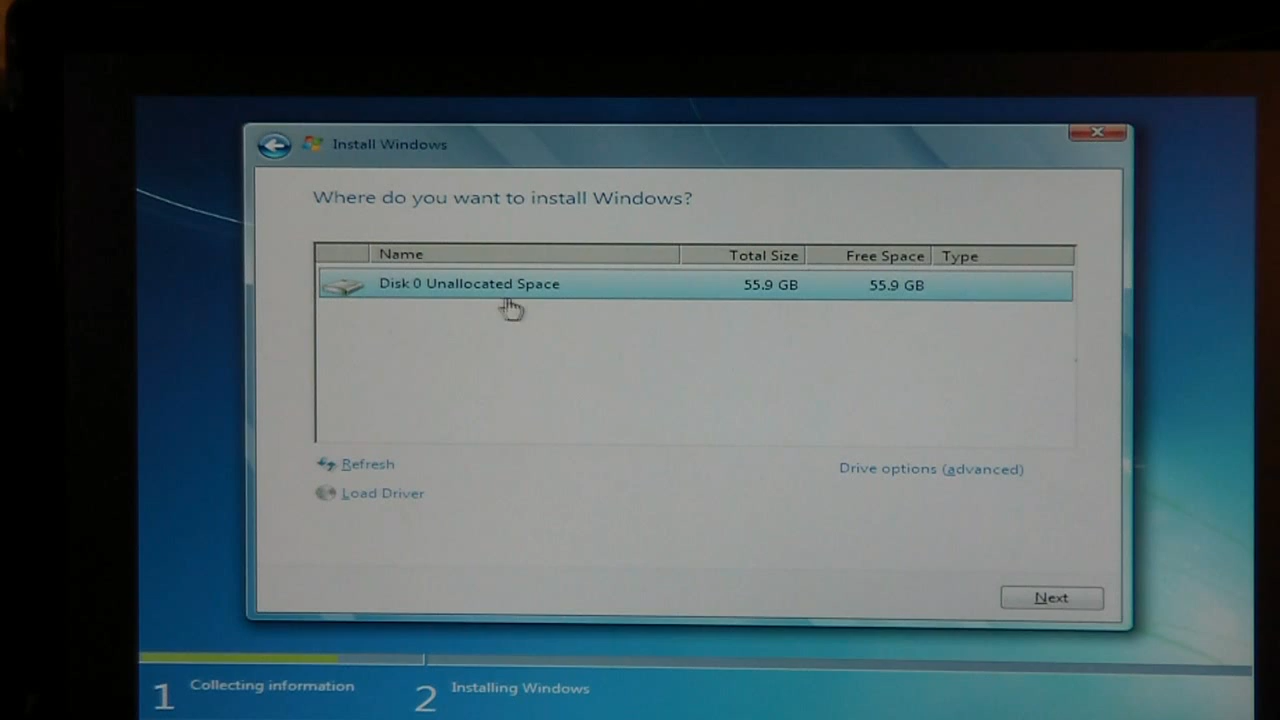 Install Windows
Where do you want to install Windows?
Name Total Size Free Space Type
Disk 0 Unallocated Space 55.9 GB 55.9 GB
Refresh
Drive options (advanced)
Load Driver
Next
1 Collecting information 2 Installing Windows